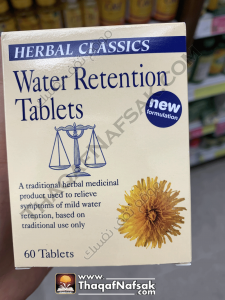 HERBAL CLASSICS
Water Retention
Tablets
new
formulation
A traditional herbal medicinal
product used to relieve
symptoms of mild water
retention, based on
traditional use only
60 Tablets
www.
ThaqafNafsak.com